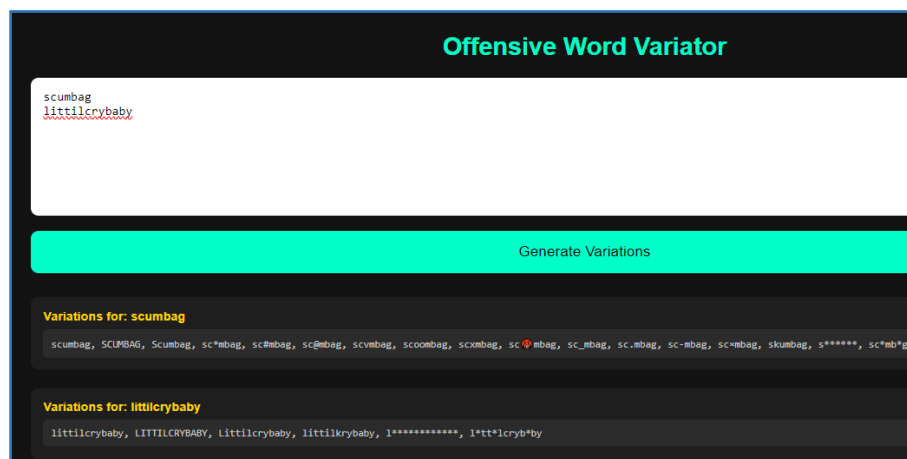 Offensive Word Variator
scumbag
littilcrybaby
Generate Variations
Variations for: scumbag
scumbag, SCUMBAG, Scumbag, sc*mbag, sc#mbag, sc@mbag, scvmbag, scoombag, scxmbag, sc mbag, sc_mbag, sc.mbag, sc-mbag, sc×mbag, skumbag, s******, sc*mb*g
Variations for: littilcrybaby
littilcrybaby, LITTILCRYBABY, Littilcrybaby, littilkrybaby, l************, l*tt*lcryb*by